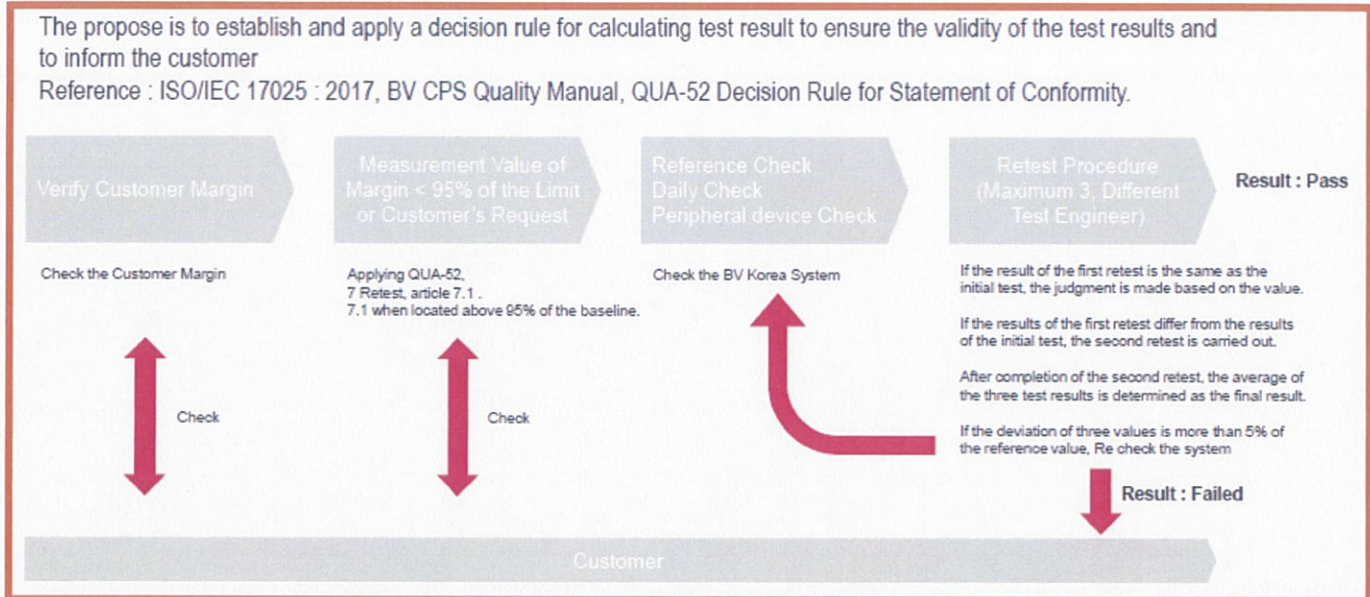 The propose is to establish and apply a decision rule for calculating test result to ensure the validity of the test results and
to inform the customer
Reference : ISO/IEC 17025 : 2017, BV CPS Quality Manual, QUA-52 Decision Rule for Statement of Conformity.
Verify Customer Margin
Measurement Value of
Margin < 95% of the Limit
or Customer's Request
Reference Check
Daily Check
Peripheral device Check
Retest Procedure
(Maximum 3, Different
Test Engineer)
Result : Pass
Check the Customer Margin
Applying QUA-52,
7 Retest, article 7.1 .
7.1 when located above 95% of the baseline.
Check the BV Korea System
If the result of the first retest is the same as the
initial test, the judgment is made based on the value.
If the results of the first retest differ from the results
of the initial test, the second retest is carried out.
After completion of the second retest, the average of
the three test results is determined as the final result.
If the deviation of three values is more than 5% of
the reference value, Re check the system
Check
Check
Result : Failed
Customer